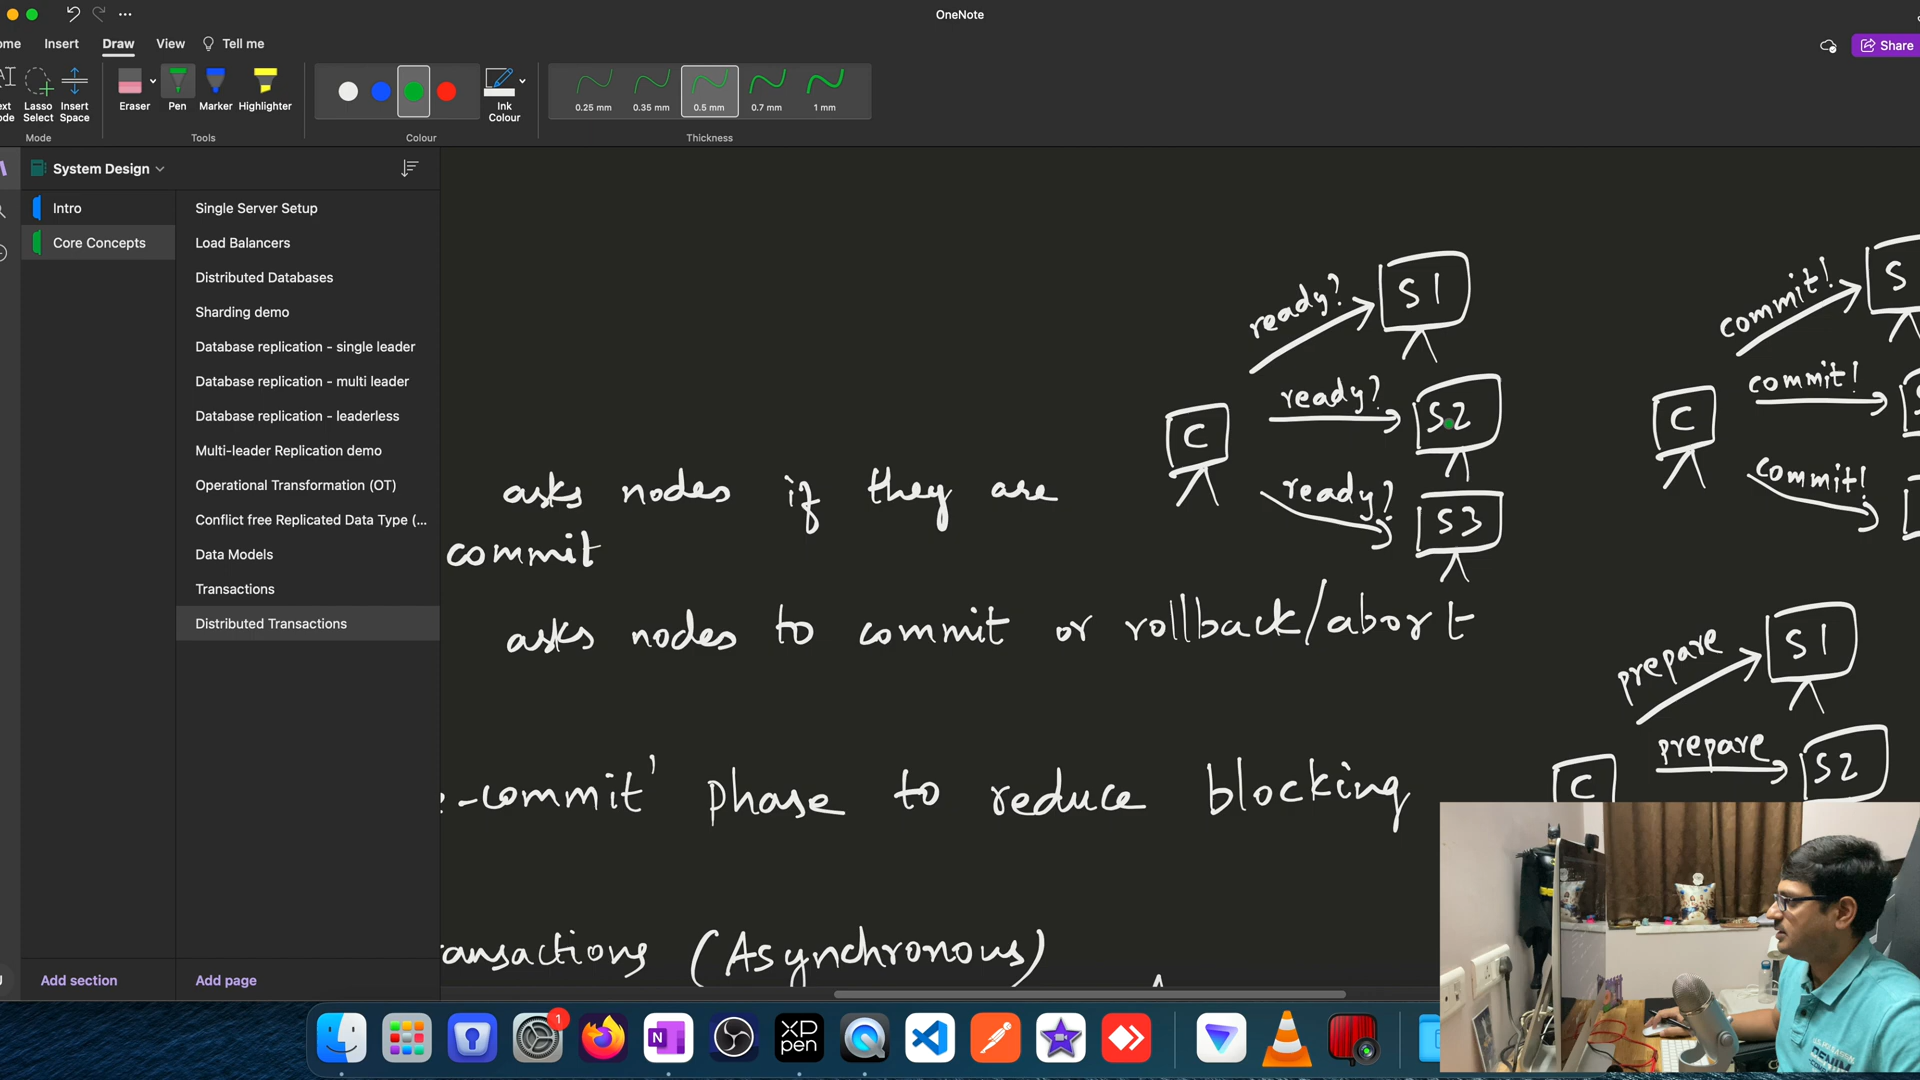 OneNote
ome Insert Draw View Tell me
Share
Eraser Pen Marker Highlighter
Lasso Select
Insert Space
Ink Colour
0.25 mm 0.35 mm 0.5 mm 0.7 mm 1 mm
Mode Tools Colour Thickness
System Design
Intro
Core Concepts
Single Server Setup
Load Balancers
Distributed Databases
Sharding demo
Database replication - single leader
Database replication - multi leader
Database replication - leaderless
Multi-leader Replication demo
Operational Transformation (OT)
Conflict free Replicated Data Type (...
Data Models
Transactions
Distributed Transactions
Add section Add page
ready? S1
ready? S2
C
ready? S3
commit! S
commit!
C
commit!
asks nodes if they are
commit
asks nodes to commit or rollback/abort
prepare S1
prepare S2
C
e-commit' phase to reduce blocking
ransactions (Asynchronous)
1
N
XP
pen